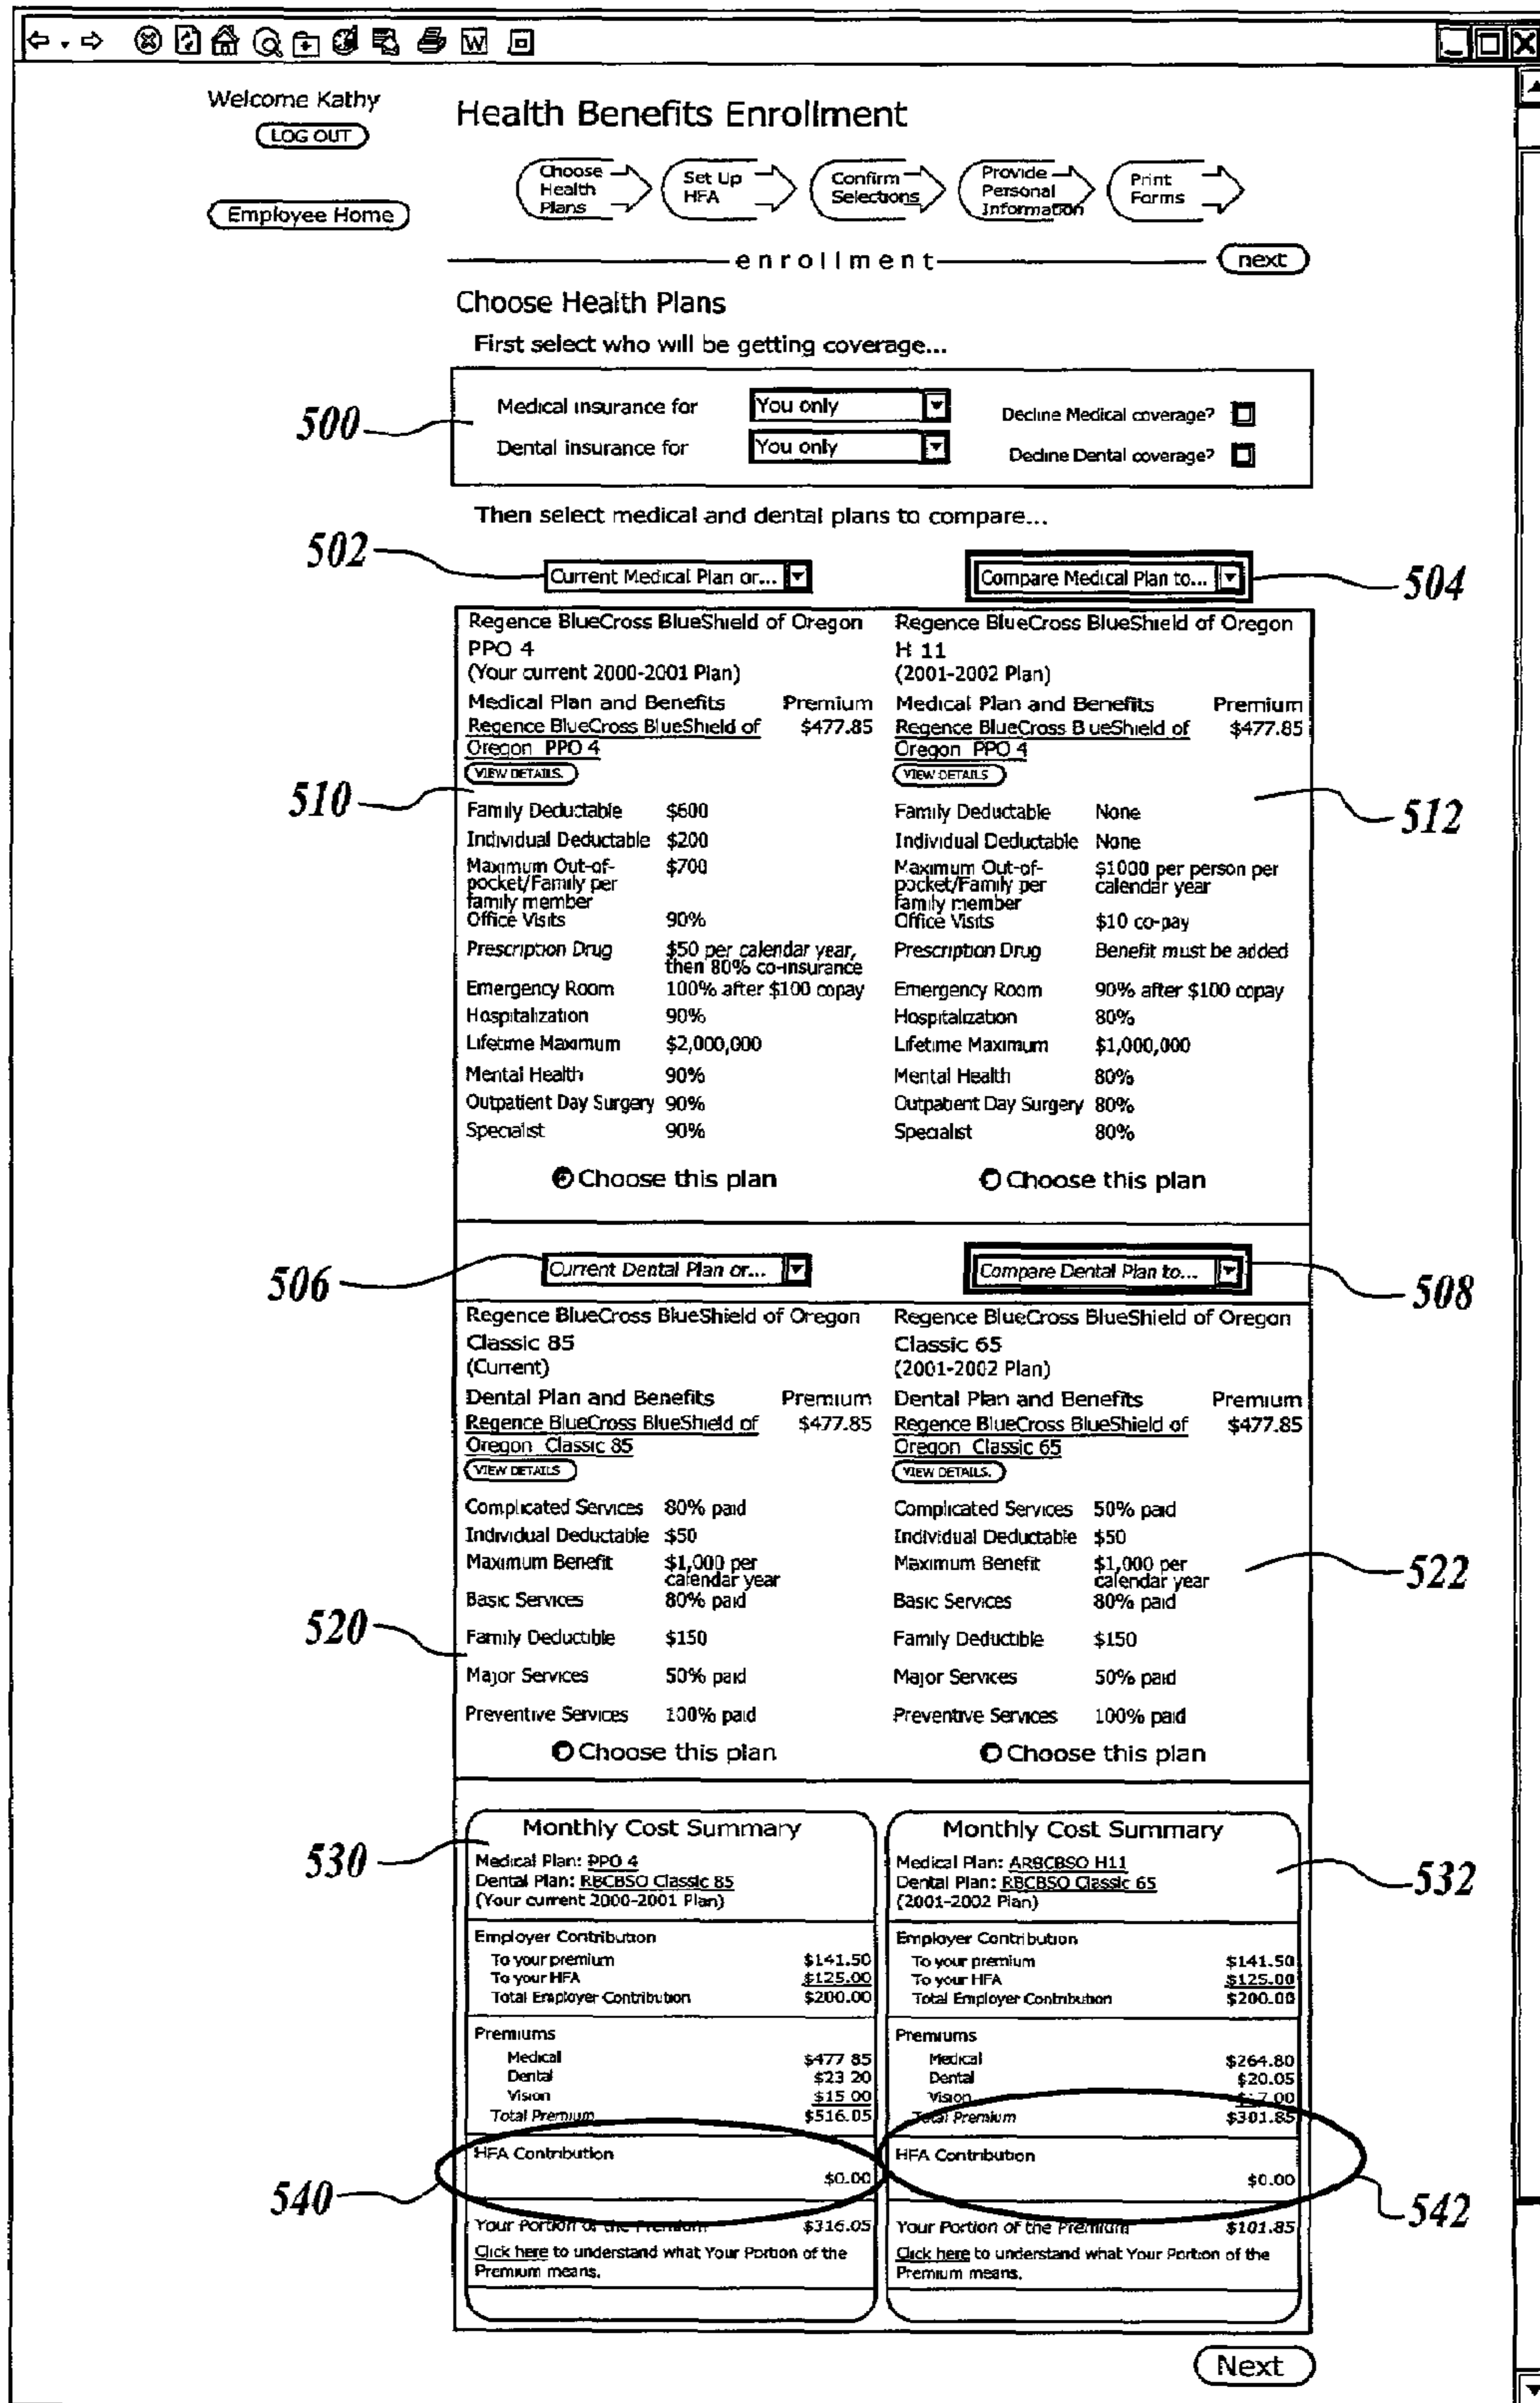 Welcome Kathy
LOG OUT
Employee Home
Health Benefits Enrollment
Choose Health Plans
Set Up HFA
Confirm Selections
Provide Personal Information
Print Forms
enrollment
next
Choose Health Plans
First select who will be getting coverage...
500
Medical insurance for You only Decline Medical coverage?
Dental insurance for You only Decline Dental coverage?
Then select medical and dental plans to compare...
502 Current Medical Plan or... Compare Medical Plan to... 504
Regence BlueCross BlueShield of Oregon
PPO 4
(Your current 2000-2001 Plan)
Medical Plan and Benefits Premium
Regence BlueCross BlueShield of $477.85
Oregon PPO 4
VIEW DETAILS.
510
Family Deductable $600
Individual Deductable $200
Maximum Out-of- $700
pocket/Family per
family member
Office Visits 90%
Prescription Drug $50 per calendar year,
then 80% co-insurance
Emergency Room 100% after $100 copay
Hospitalization 90%
Lifetime Maximum $2,000,000
Mental Health 90%
Outpatient Day Surgery 90%
Specialist 90%
Choose this plan
Regence BlueCross BlueShield of Oregon
H 11
(2001-2002 Plan)
Medical Plan and Benefits Premium
Regence BlueCross B ueShield of $477.85
Oregon PPO 4
VIEW DETAILS
512
Family Deductable None
Individual Deductable None
Maximum Out-of- $1000 per person per
pocket/Family per calendar year
family member
Office Visits $10 co-pay
Prescription Drug Benefit must be added
Emergency Room 90% after $100 copay
Hospitalization 80%
Lifetime Maximum $1,000,000
Mental Health 80%
Outpatient Day Surgery 80%
Specialist 80%
Choose this plan
506 Current Dental Plan or... Compare Dental Plan to... 508
Regence BlueCross BlueShield of Oregon
Classic 85
(Current)
Dental Plan and Benefits Premium
Regence BlueCross BlueShield of $477.85
Oregon Classic 85
VIEW DETAILS
Complicated Services 80% paid
Individual Deductable $50
Maximum Benefit $1,000 per
calendar year
Basic Services 80% paid
520
Family Deductible $150
Major Services 50% paid
Preventive Services 100% paid
Choose this plan
Regence BlueCross BlueShield of Oregon
Classic 65
(2001-2002 Plan)
Dental Plan and Benefits Premium
Regence BlueCross BlueShield of $477.85
Oregon Classic 65
VIEW DETAILS.
Complicated Services 50% paid
Individual Deductable $50
Maximum Benefit $1,000 per
calendar year
522
Basic Services 80% paid
Family Deductible $150
Major Services 50% paid
Preventive Services 100% paid
Choose this plan
530
Monthly Cost Summary
Medical Plan: PPO 4
Dental Plan: RBCBSO Classic 85
(Your current 2000-2001 Plan)
Employer Contribution
To your premium $141.50
To your HFA $125.00
Total Employer Contribution $200.00
Premiums
Medical $477 85
Dental $23 20
Vision $15 00
Total Premium $516.05
HFA Contribution
$0.00
540
Your Portion of the Premium $316.05
Click here to understand what Your Portion of the
Premium means.
Monthly Cost Summary
532
Medical Plan: ARBCBSO H11
Dental Plan: RBCBSO Classic 65
(2001-2002 Plan)
Employer Contribution
To your premium $141.50
To your HFA $125.00
Total Employer Contribution $200.00
Premiums
Medical $264.80
Dental $20.05
Vision
Total Premium $301.85
HFA Contribution
$0.00
542
Your Portion of the Premium $101.85
Click here to understand what Your Portion of the
Premium means.
Next